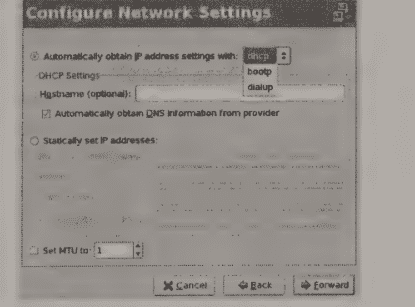 Configure Network Settings
Automatically obtain IP address settings with: dhcp
bootp
dialup
DHCP Settings
Hostname (optional):
Automatically obtain DNS information from provider
Statically set IP addresses:
Set MTU to: 1
Cancel Back Forward